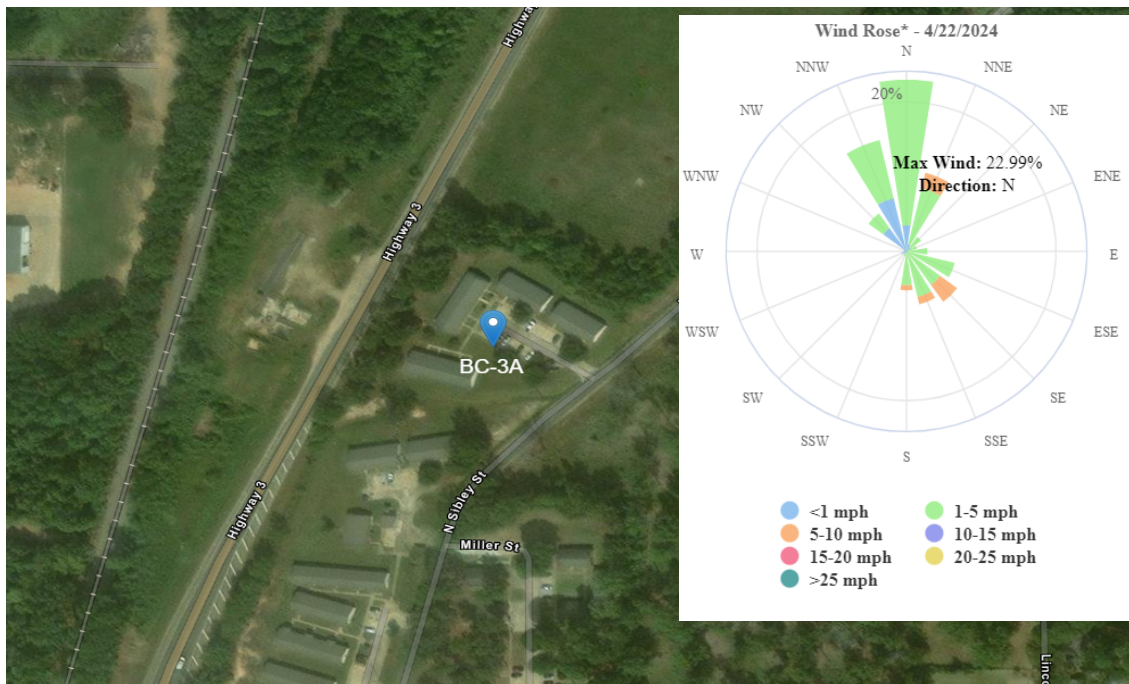 Highway
Highway 3
BC-3A
Highway 3
N Sibley St
Miller St
Linco
Wind Rose* - 4/22/2024
N
NNW
NNE
20%
NW
NE
Max Wind: 22.99%
WNW
ENE
Direction: N
W
E
WSW
ESE
SW
SE
SSW
SSE
S
<1 mph
1-5 mph
5-10 mph
10-15 mph
15-20 mph
20-25 mph
>25 mph